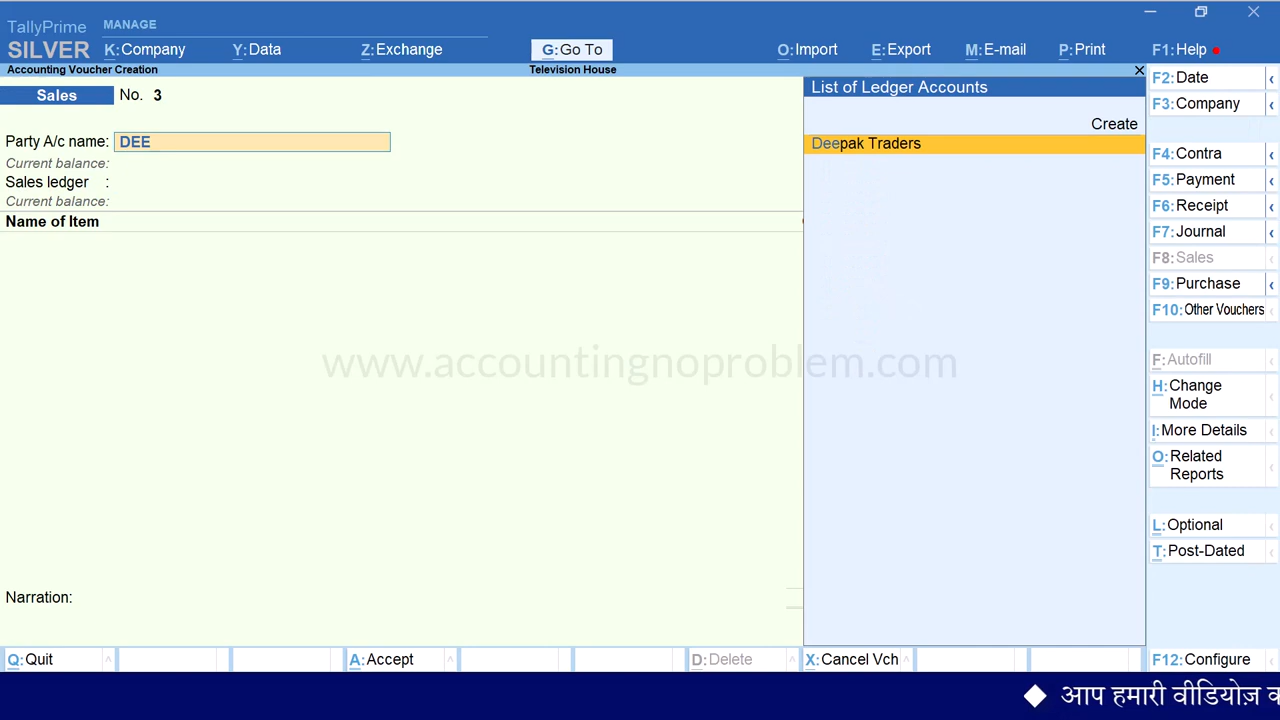 TallyPrime
MANAGE
SILVER
K:Company
Y:Data
Z:Exchange
G:Go To
O:Import
E:Export
M:E-mail
P:Print
F1:Help
Accounting Voucher Creation
Television House
Sales
No. 3
Party A/c name: DEE
Current balance:
Sales ledger :
Current balance:
Name of Item
Narration:
List of Ledger Accounts
Create
Deepak Traders
www.accountingnoproblem.com
F2:Date
F3:Company
F4:Contra
F5:Payment
F6:Receipt
F7:Journal
F8:Sales
F9:Purchase
F10:Other Vouchers
F:Autofill
H:Change
Mode
I:More Details
O:Related
Reports
L:Optional
T:Post-Dated
Q:Quit
A:Accept
D:Delete
X:Cancel Vch
F12:Configure
आप हमारी वीडियोज़